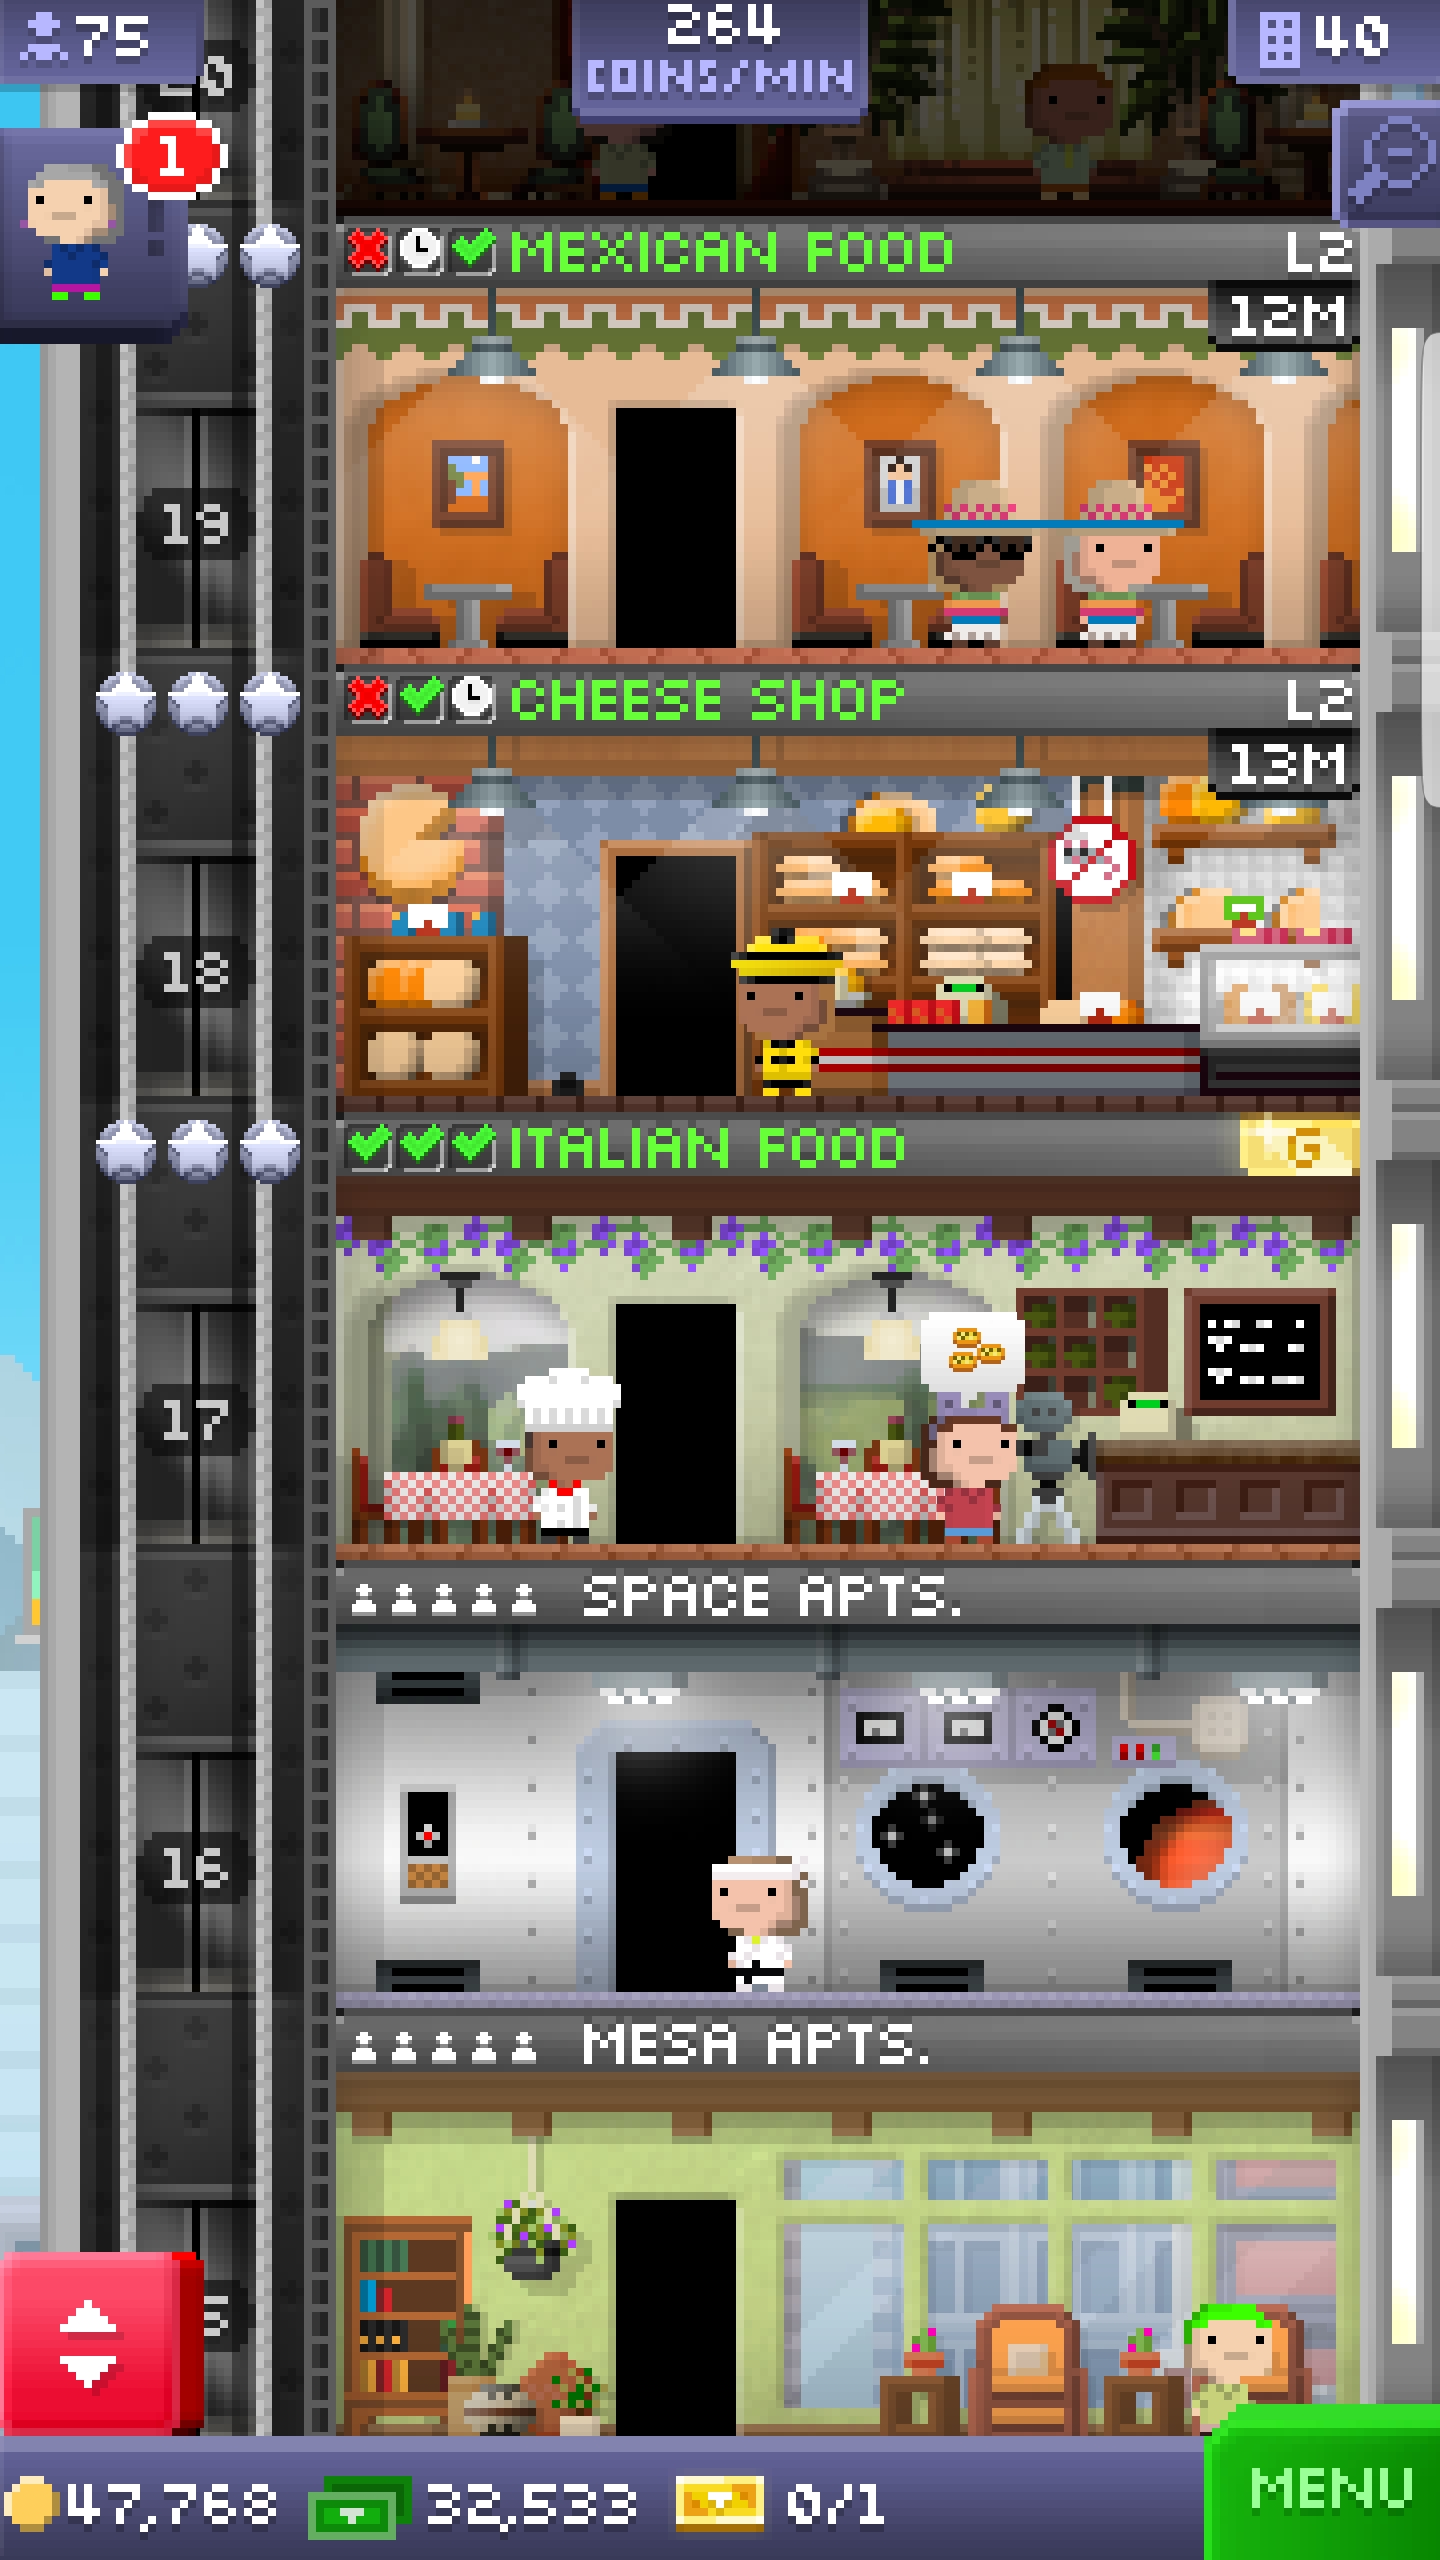 75
264
COINS/MIN
40
1
MEXICAN FOOD
L2
12M
19
CHEESE SHOP
L2
13M
18
ITALIAN FOOD
G
17
SPACE APTS.
16
MESA APTS.
47,768
32,533
0/1
MENU